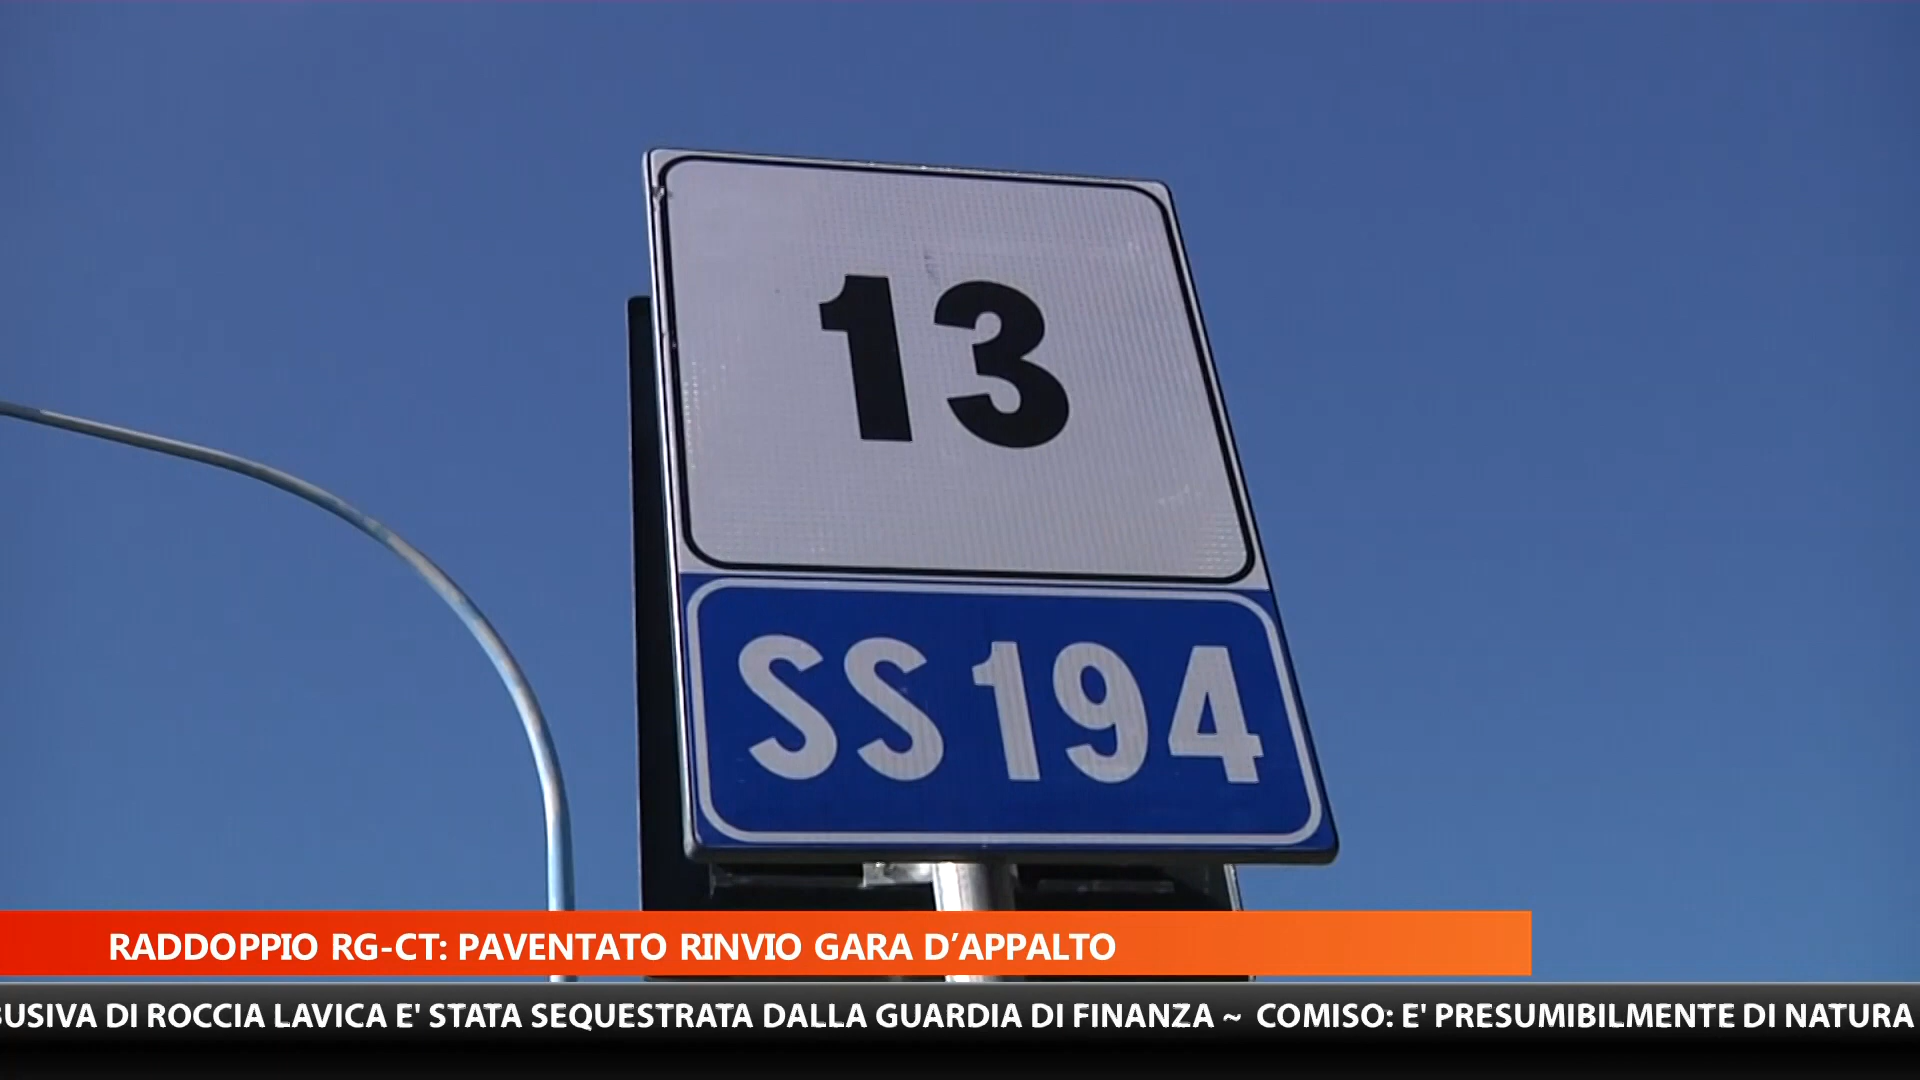 13
SS194
RADDOPPIO RG-CT: PAVENTATO RINVIO GARA D’APPALTO
DI ROCCIA LAVICA E' STATA SEQUESTRATA DALLA GUARDIA DI FINANZA ~ COMISO: E' PRESUMIBILMENTE DI NATURA